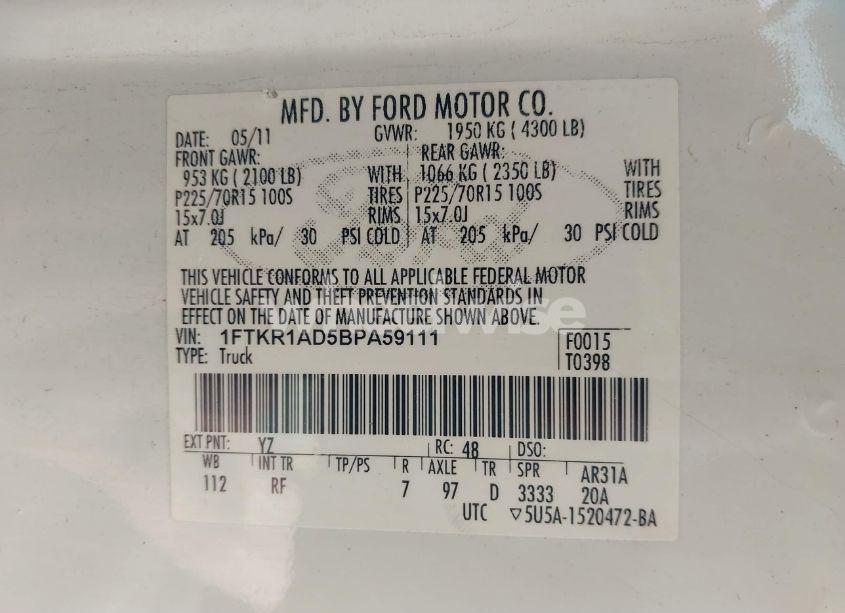 MFD. BY FORD MOTOR CO.
DATE: 05/11 GVWR: 1950 KG ( 4300 LB)
FRONT GAWR: REAR GAWR:
953 KG ( 2100 LB) WITH 1066 KG ( 2350 LB) WITH
P225/70R15 100S TIRES P225/70R15 100S TIRES
15x7.0J RIMS 15x7.0J RIMS
AT 205 kPa/ 30 PSI COLD AT 205 kPa/ 30 PSI COLD
THIS VEHICLE CONFORMS TO ALL APPLICABLE FEDERAL MOTOR
VEHICLE SAFETY AND THEFT PREVENTION STANDARDS IN
EFFECT ON THE DATE OF MANUFACTURE SHOWN ABOVE.
VIN: 1FTKR1AD5BPA59111 F0015
TYPE: Truck T0398
EXT PNT: YZ RC: 48 DSO:
WB INT TR TP/PS R AXLE TR SPR AR31A
112 RF 7 97 D 3333 20A
UTC ▽5U5A-1520472-BA